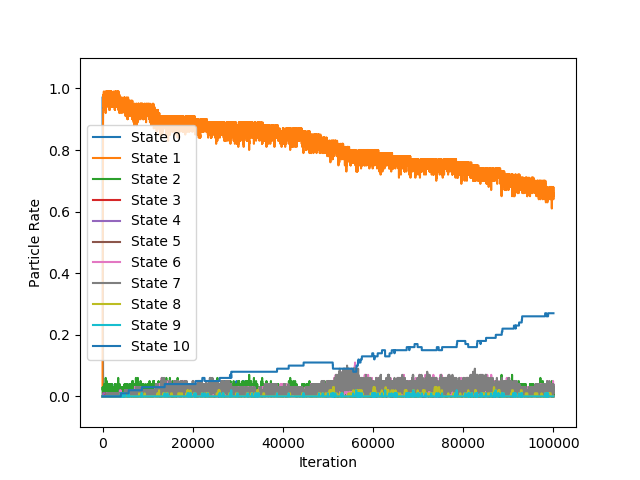 1.0
0.8
0.6
0.4
0.2
0.0
Particle Rate
State 0
State 1
State 2
State 3
State 4
State 5
State 6
State 7
State 8
State 9
State 10
0 20000 40000 60000 80000 100000
Iteration